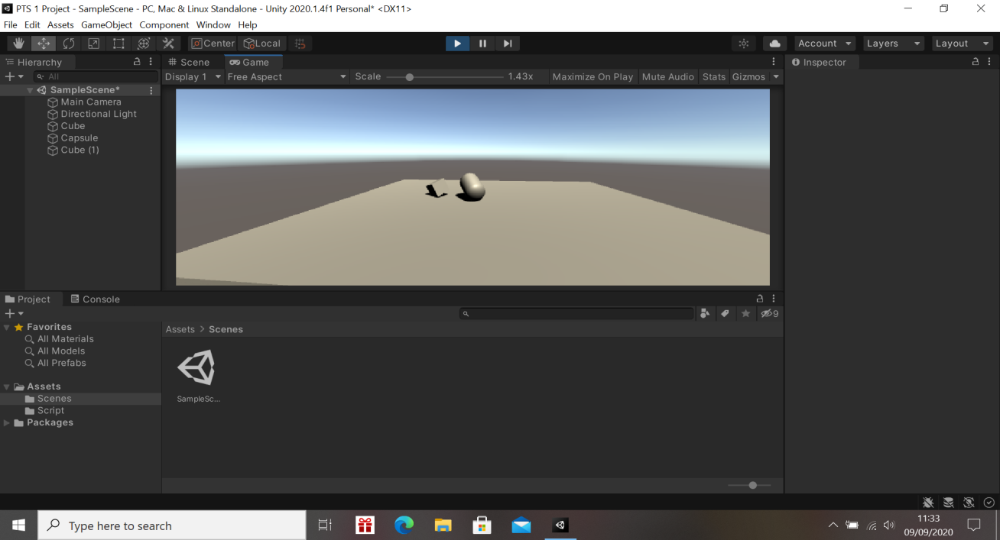 PTS 1 Project - SampleScene - PC, Mac & Linux Standalone - Unity 2020.1.4f1 Personal* <DX11>
File Edit Assets GameObject Component Window Help
Center Local Account Layers Layout
Hierarchy Scene Game Inspector
All Display 1 Free Aspect Scale 1.43x Maximize On Play Mute Audio Stats Gizmos
SampleScene*
Main Camera
Directional Light
Cube
Capsule
Cube (1)
Project Console
9
Favorites Assets > Scenes
All Materials
All Models
All Prefabs
Assets
Scenes SampleSc...
Script
Packages
Type here to search 11:33
09/09/2020